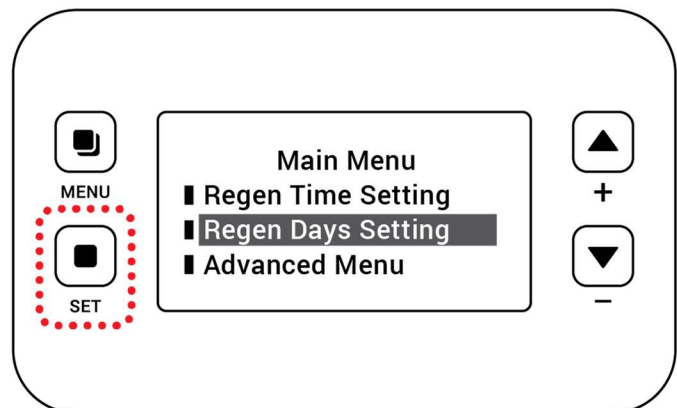 MENU
SET
Main Menu
Regen Time Setting
Regen Days Setting
Advanced Menu
+
−